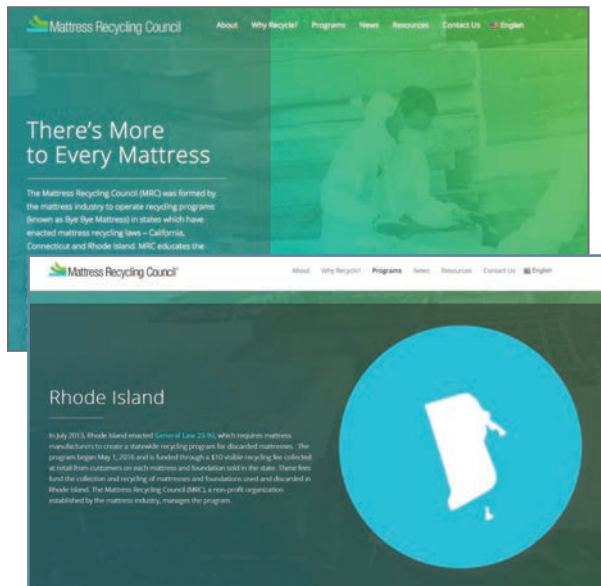 Mattress Recycling Council About Why Recycle? Programs News Resources Contact Us English
There's More
to Every Mattress
The Mattress Recycling Council (MRC) was formed by
the mattress industry to operate recycling programs
(known as Bye Bye Mattress) in states which have
enacted mattress recycling laws – California,
Connecticut and Rhode Island. MRC educates the
Mattress Recycling Council About Why Recycle? Programs News Resources Contact Us English
Rhode Island
In July 2013, Rhode Island enacted General Law 23-90, which requires mattress
manufacturers to create a statewide recycling program for discarded mattresses. The
program began May 1, 2016 and is funded through a $10 visible recycling fee collected
at retail from customers on each mattress and foundation sold in the state. These fees
fund the collection and recycling of mattresses and foundations used and discarded in
Rhode Island. The Mattress Recycling Council (MRC), a non-profit organization
established by the mattress industry, manages the program.